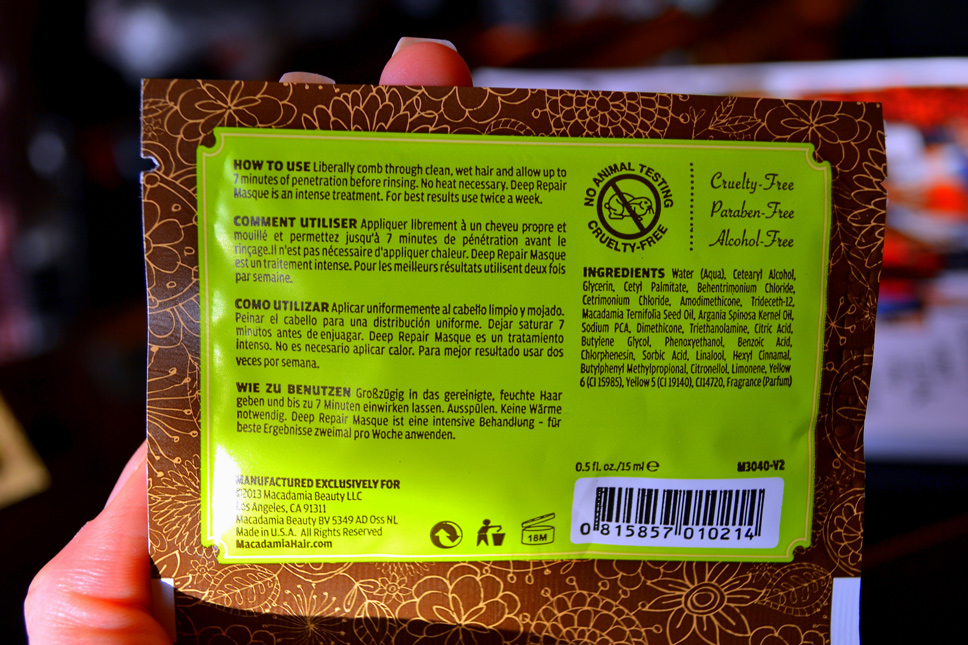 HOW TO USE Liberally comb through clean, wet hair and allow up to
7 minutes of penetration before rinsing. No heat necessary. Deep Repair
Masque is an intense treatment. For best results use twice a week.
COMMENT UTILISER Appliquer librement à un cheveu propre et
mouillé et permettez jusqu'à 7 minutes de pénétration avant le
rinçage.Il n'est pas nécessaire d'appliquer chaleur. Deep Repair Masque
est un traitement intense. Pour les meilleurs résultats utilisent deux fois
par semaine.
COMO UTILIZAR Aplicar uniformemente al cabello limpio y mojado.
Peinar el cabello para una distribución uniforme. Dejar saturar 7
minutos antes de enjuagar. Deep Repair Masque es un tratamiento
intenso. No es necesario aplicar calor. Para mejor resultado usar dos
veces por semana.
WIE ZU BENUTZEN Großzügig in das gereinigte, feuchte Haar
geben und bis zu 7 Minuten einwirken lassen. Ausspülen. Keine Wärme
notwendig. Deep Repair Masque ist eine intensive Behandlung - für
beste Ergebnisse zweimal pro Woche anwenden.
MANUFACTURED EXCLUSIVELY FOR
©2013 Macadamia Beauty LLC
Los Angeles, CA 91311
Macadamia Beauty BV 5349 AD Oss NL
Made in U.S.A. All Rights Reserved
MacadamiaHair.com
18M
NO ANIMAL TESTING
CRUELTY-FREE
Cruelty-Free
Paraben-Free
Alcohol-Free
INGREDIENTS Water (Aqua), Cetearyl Alcohol,
Glycerin, Cetyl Palmitate, Behentrimonium Chloride,
Cetrimonium Chloride, Amodimethicone, Trideceth-12,
Macadamia Ternifolia Seed Oil, Argania Spinosa Kernel Oil,
Sodium PCA, Dimethicone, Triethanolamine, Citric Acid,
Butylene Glycol, Phenoxyethanol, Benzoic Acid,
Chlorphenesin, Sorbic Acid, Linalool, Hexyl Cinnamal,
Butylphenyl Methylpropional, Citronellol, Limonene, Yellow
6 (CI 15985), Yellow 5 (CI 19140), CI14720, Fragrance (Parfum)
0.5 fl. oz./15 ml ℮ M3040-V2
0 815857 010214